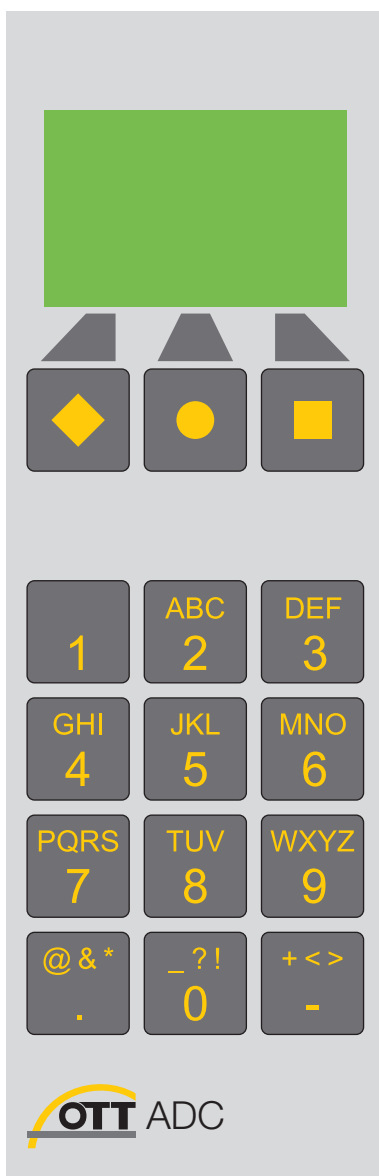 ABC DEF
1 2 3
GHI JKL MNO
4 5 6
PQRS TUV WXYZ
7 8 9
@ & * _ ? ! + < >
. 0 -
OTT ADC